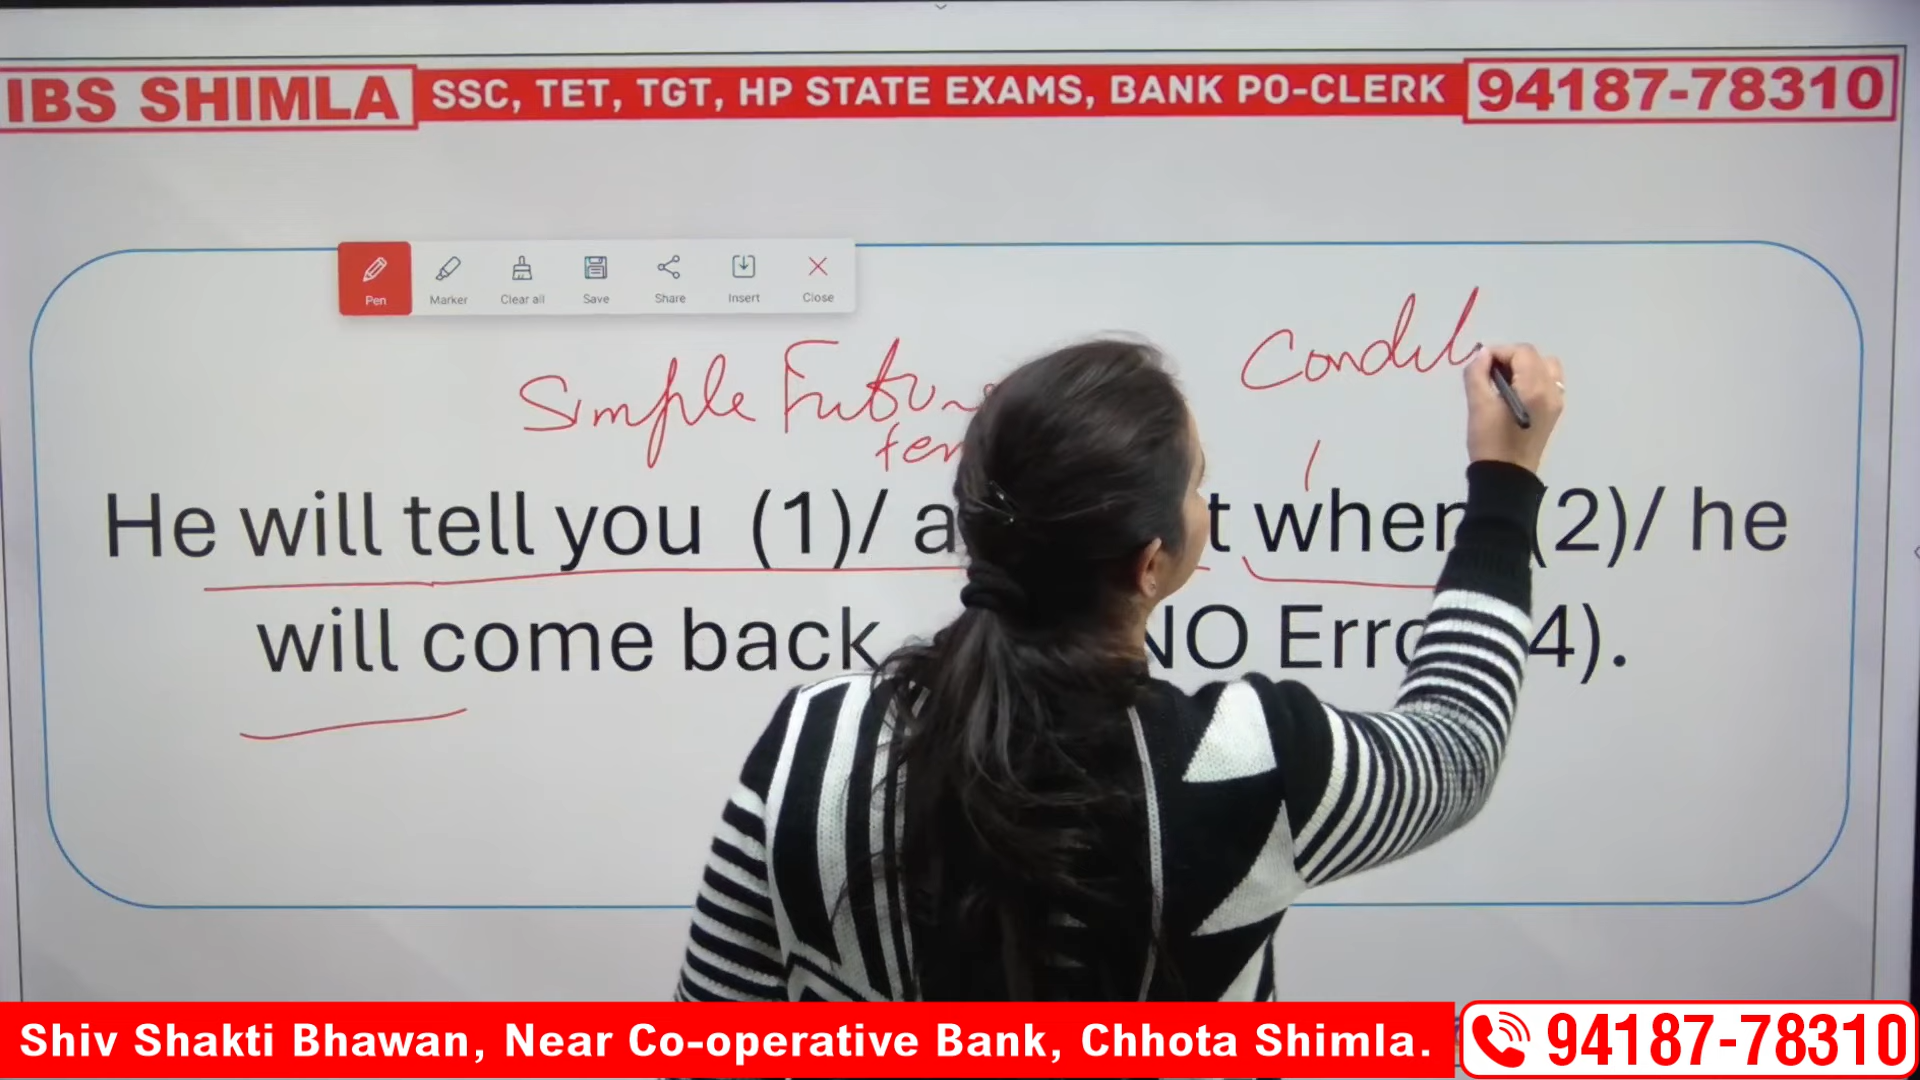 IBS SHIMLA SSC, TET, TGT, HP STATE EXAMS, BANK PO-CLERK 94187-78310
Pen Marker Clear all Save Share Insert Close
Simple
He will tell you (1)/ when (2)/ he
will come back NO 4).
Shiv Shakti Bhawan, Near Co-operative Bank, Chhota Shimla. 94187-78310